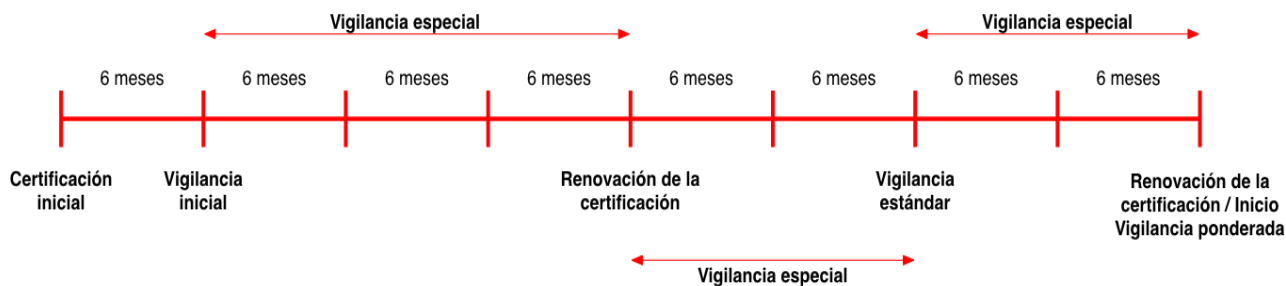 Vigilancia especial
Vigilancia especial
6 meses
6 meses
6 meses
6 meses
6 meses
6 meses
6 meses
6 meses
Certificación
inicial
Vigilancia
inicial
Renovación de la
certificación
Vigilancia
estándar
Renovación de la
certificación / Inicio
Vigilancia ponderada
Vigilancia especial